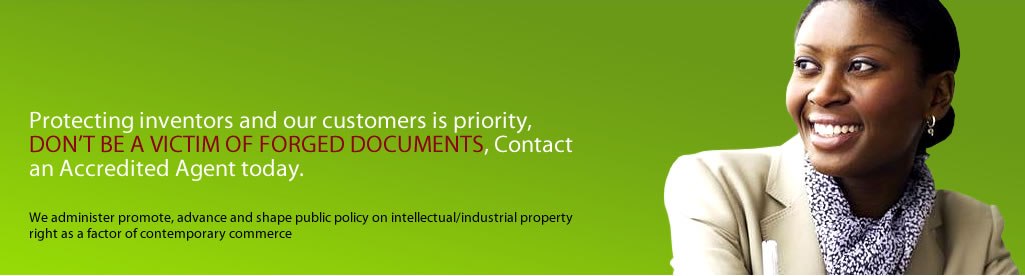 Protecting inventors and our customers is priority,
DON'T BE A VICTIM OF FORGED DOCUMENTS, Contact
an Accredited Agent today.
We administer promote, advance and shape public policy on intellectual/industrial property
right as a factor of contemporary commerce